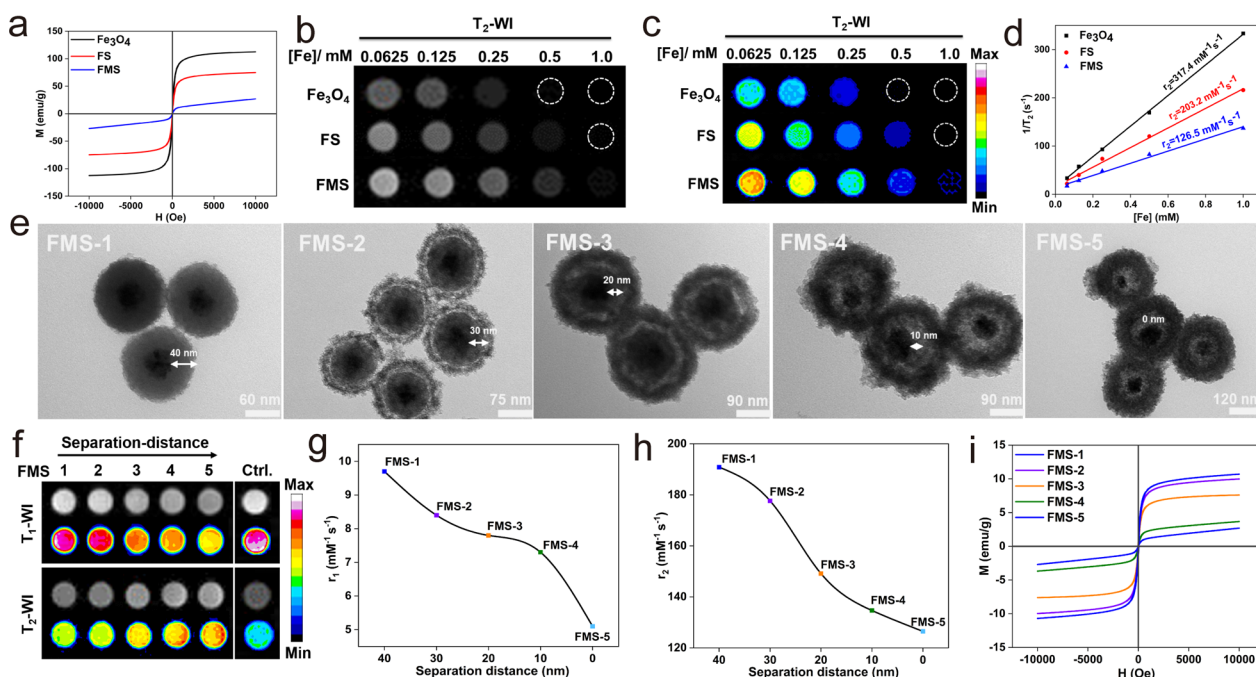 a
M (emu/g)
150
100
50
0
-50
-100
-150
Fe₃O₄
FS
FMS
-10000 -5000 0 5000 10000
H (Oe)
b
T₂-WI
[Fe]/ mM 0.0625 0.125 0.25 0.5 1.0
Fe₃O₄
FS
FMS
c
T₂-WI
[Fe]/ mM 0.0625 0.125 0.25 0.5 1.0
Fe₃O₄
FS
FMS
Max
Min
d
1/T₂ (s⁻¹)
300
200
100
0
Fe₃O₄
FS
FMS
r₂=317.4 mM⁻¹s⁻¹
r₂=203.2 mM⁻¹s⁻¹
r₂=126.5 mM⁻¹s⁻¹
0.0 0.2 0.4 0.6 0.8 1.0
[Fe] (mM)
e
FMS-1
40 nm
60 nm
FMS-2
30 nm
75 nm
FMS-3
20 nm
90 nm
FMS-4
10 nm
90 nm
FMS-5
0 nm
120 nm
f
Separation-distance
FMS 1 2 3 4 5 Ctrl.
T₁-WI
T₂-WI
Max
Min
g
r₁ (mM⁻¹ s⁻¹)
10
9
8
7
6
5
FMS-1
FMS-2
FMS-3
FMS-4
FMS-5
40 30 20 10 0
Separation distance (nm)
h
r₂ (mM⁻¹ s⁻¹)
200
180
160
140
120
FMS-1
FMS-2
FMS-3
FMS-4
FMS-5
40 30 20 10 0
Separation distance (nm)
i
M (emu/g)
15
10
5
0
-5
-10
-15
FMS-1
FMS-2
FMS-3
FMS-4
FMS-5
-10000 -5000 0 5000 10000
H (Oe)